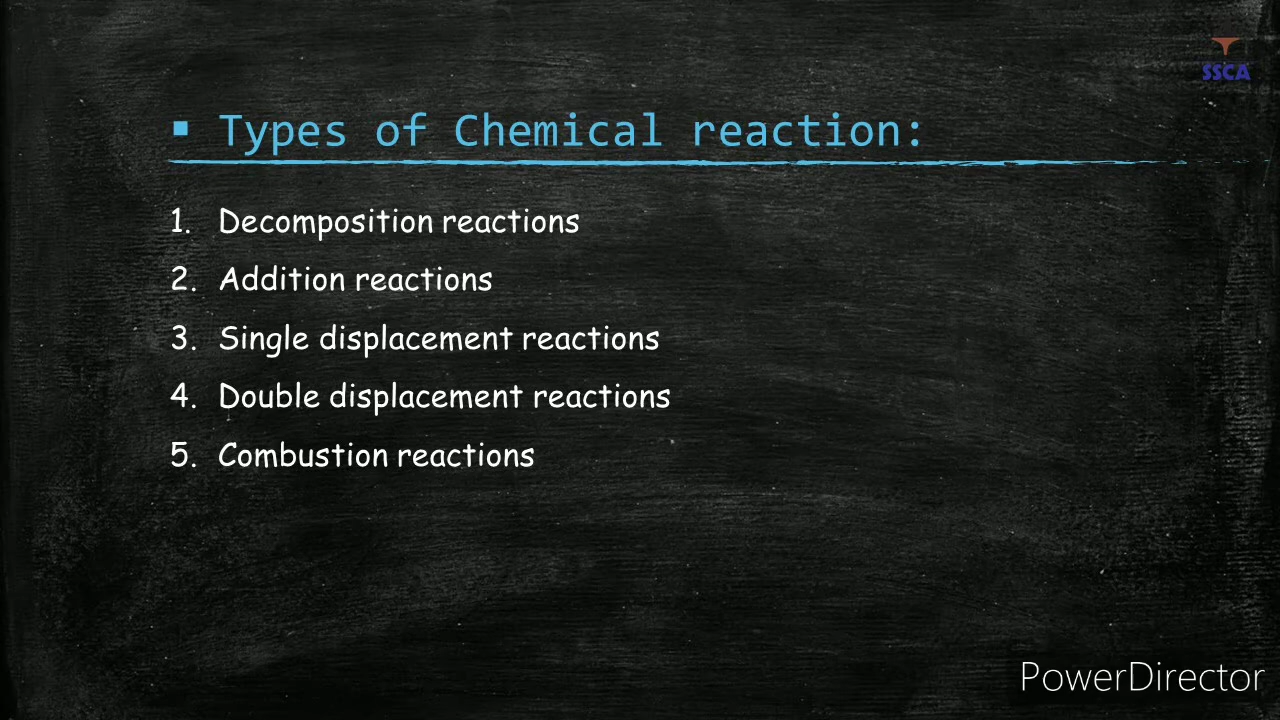 SSCA
▪ Types of Chemical reaction:
1. Decomposition reactions
2. Addition reactions
3. Single displacement reactions
4. Double displacement reactions
5. Combustion reactions
PowerDirector